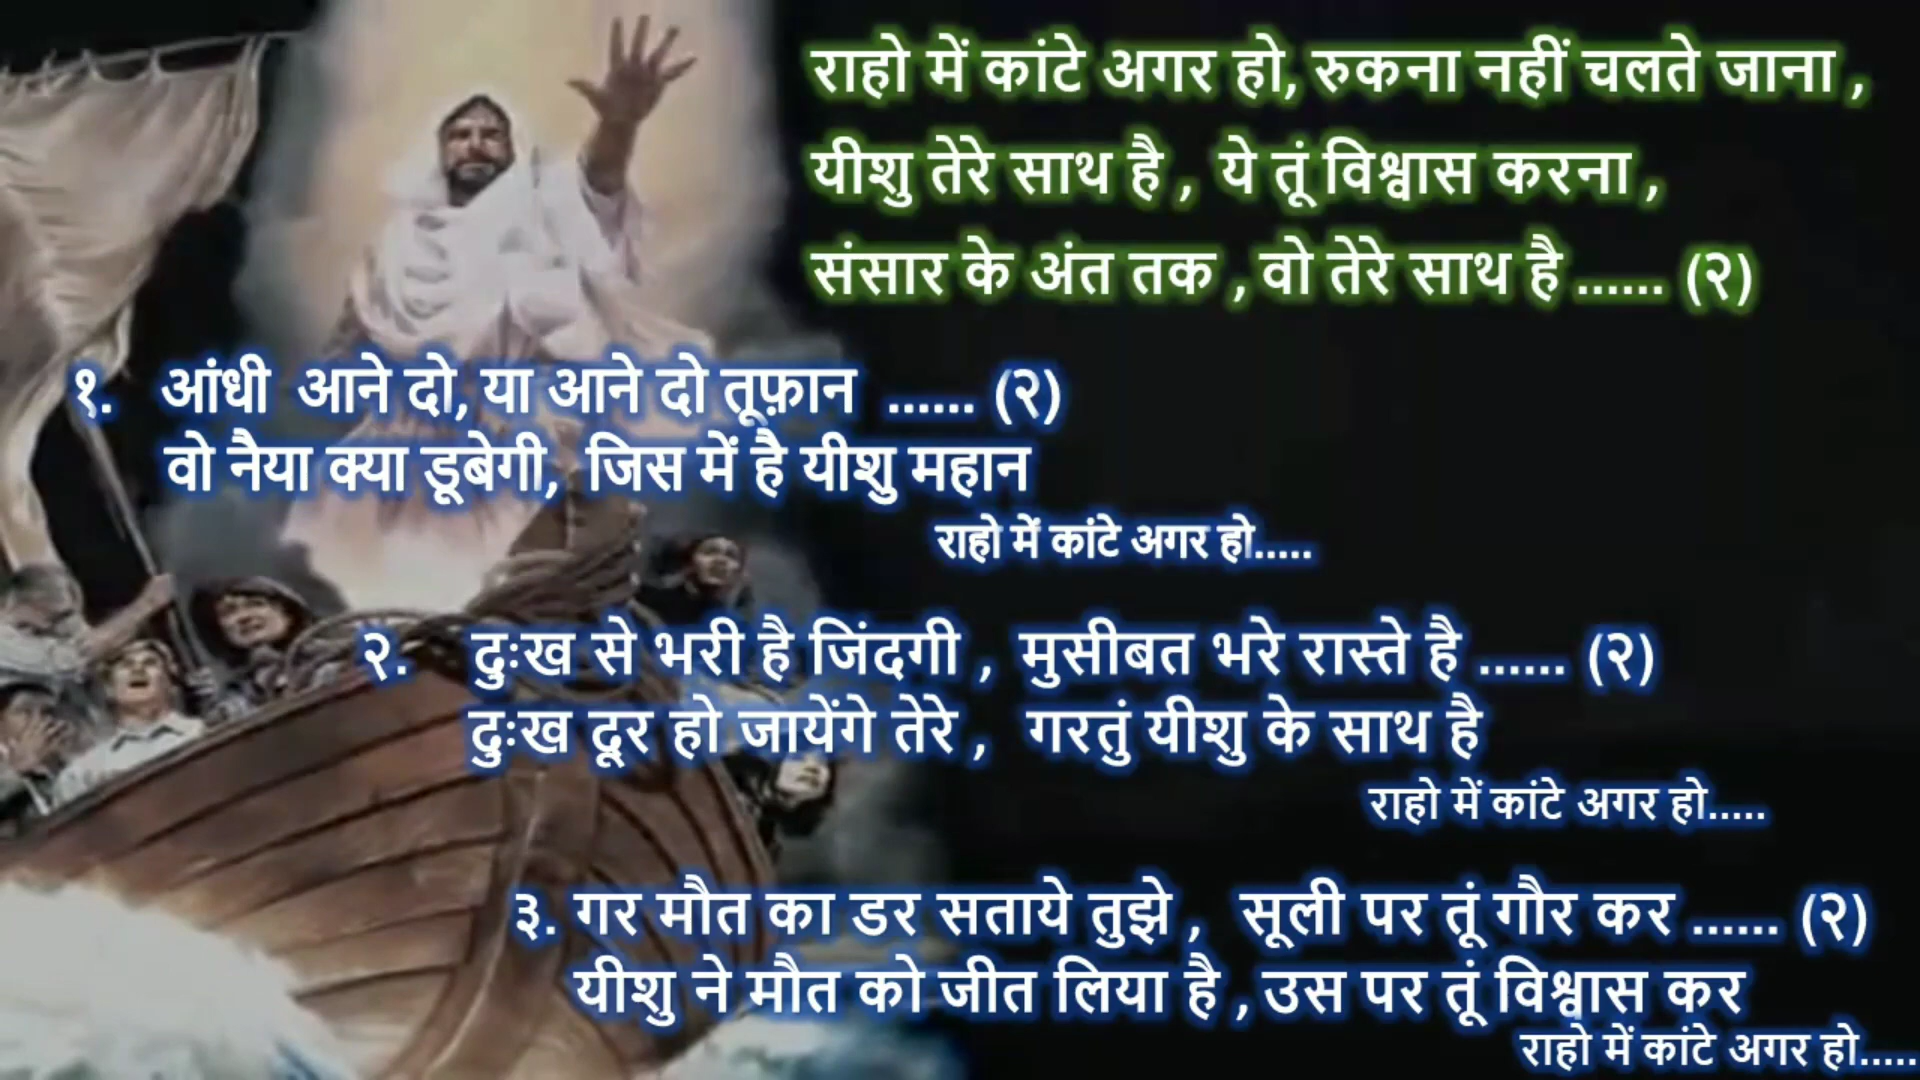 राहो में कांटे अगर हो, रुकना नहीं चलते जाना ,
यीशु तेरे साथ है , ये तूं विश्वास करना ,
संसार के अंत तक , वो तेरे साथ है ...... (२)
१. आंधी आने दो, या आने दो तूफ़ान ...... (२)
वो नैया क्या डूबेगी, जिस में है यीशु महान
राहो में कांटे अगर हो.....
२. दुःख से भरी है जिंदगी , मुसीबत भरे रास्ते है ...... (२)
दुःख दूर हो जायेंगे तेरे , गरतुं यीशु के साथ है
राहो में कांटे अगर हो.....
३. गर मौत का डर सताये तुझे , सूली पर तूं गौर कर ...... (२)
यीशु ने मौत को जीत लिया है , उस पर तूं विश्वास कर
राहो में कांटे अगर हो.....